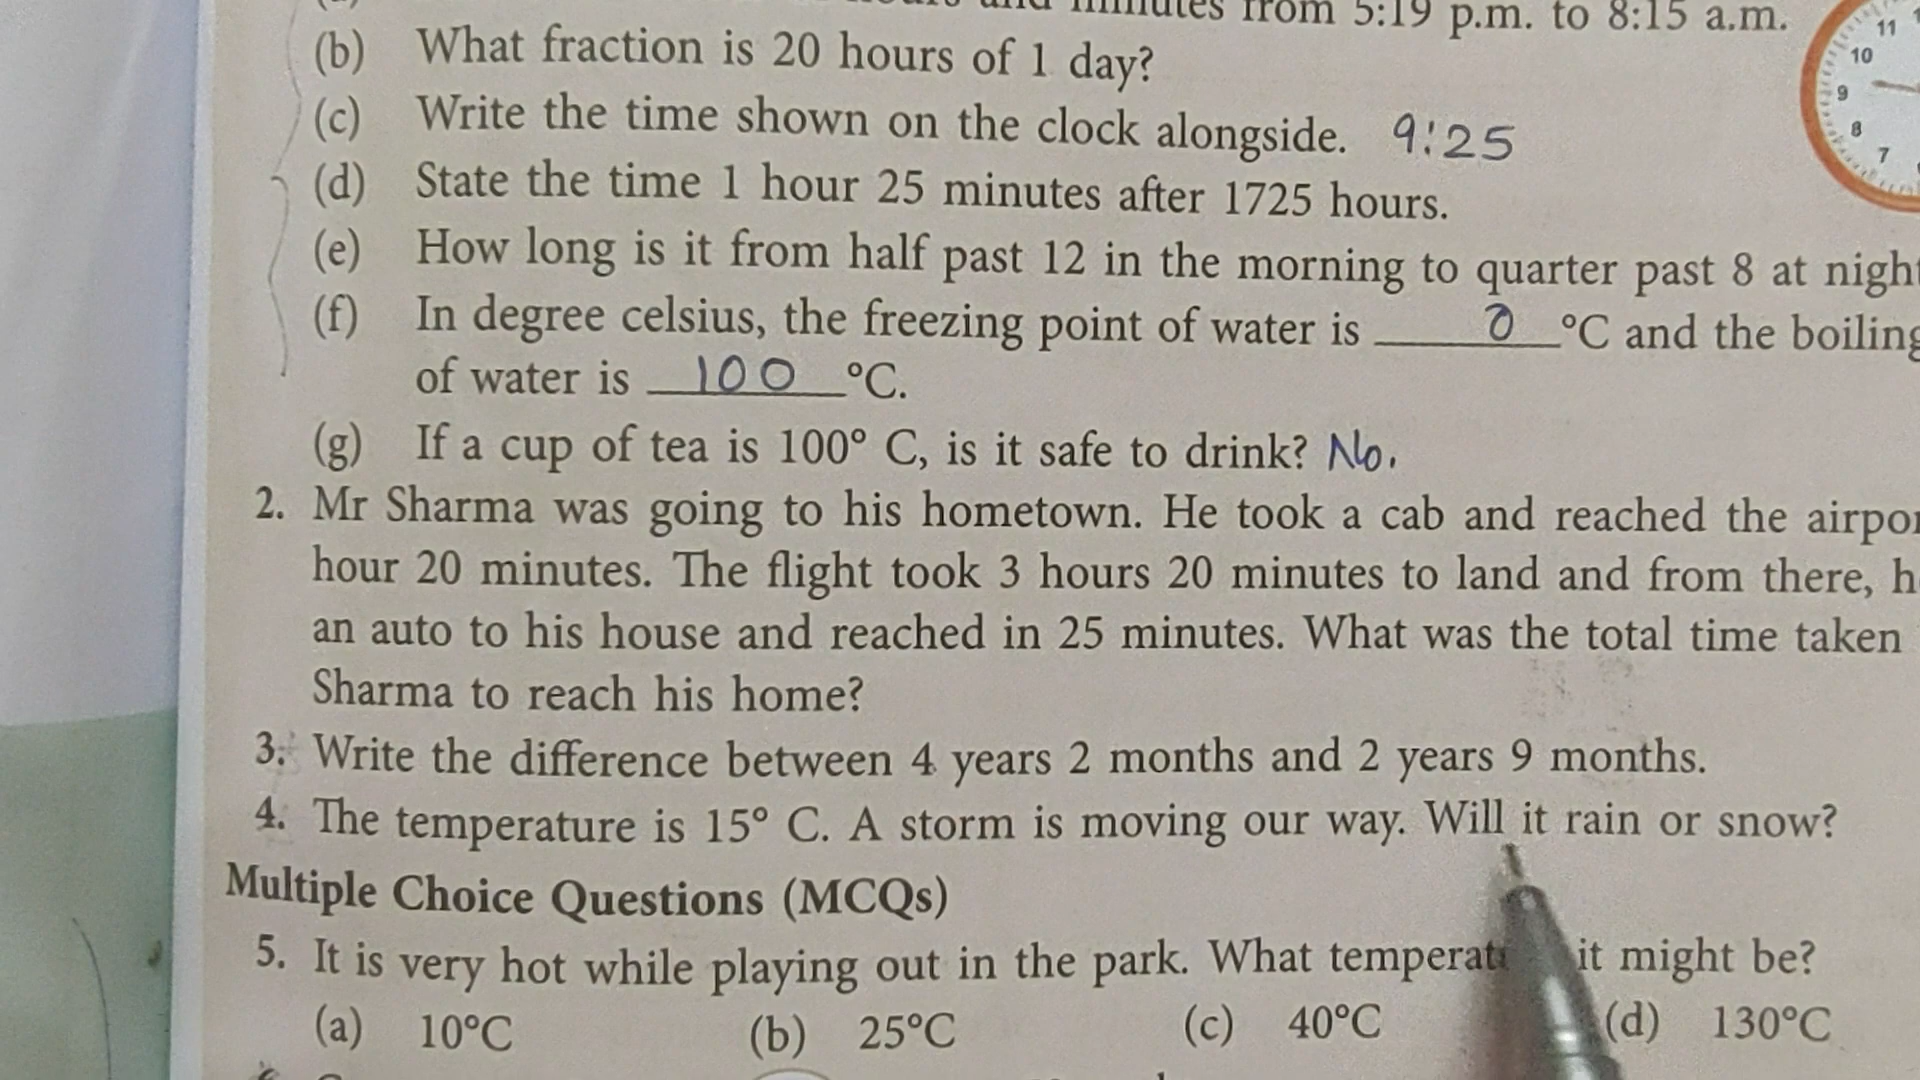 minutes from 5:19 p.m. to 8:15 a.m.
(b) What fraction is 20 hours of 1 day?
(c) Write the time shown on the clock alongside. 9:25
(d) State the time 1 hour 25 minutes after 1725 hours.
(e) How long is it from half past 12 in the morning to quarter past 8 at night
(f) In degree celsius, the freezing point of water is 0 °C and the boiling
of water is 100 °C.
(g) If a cup of tea is 100° C, is it safe to drink? No.
2. Mr Sharma was going to his hometown. He took a cab and reached the
hour 20 minutes. The flight took 3 hours 20 minutes to land and from there,
an auto to his house and reached in 25 minutes. What was the total time taken
Sharma to reach his home?
3. Write the difference between 4 years 2 months and 2 years 9 months.
4. The temperature is 15° C. A storm is moving our way. Will it rain or snow?
Multiple Choice Questions (MCQs)
5. It is very hot while playing out in the park. What it might be?
(a) 10°C (b) 25°C (c) 40°C (d) 130°C
11
10
9
8
7